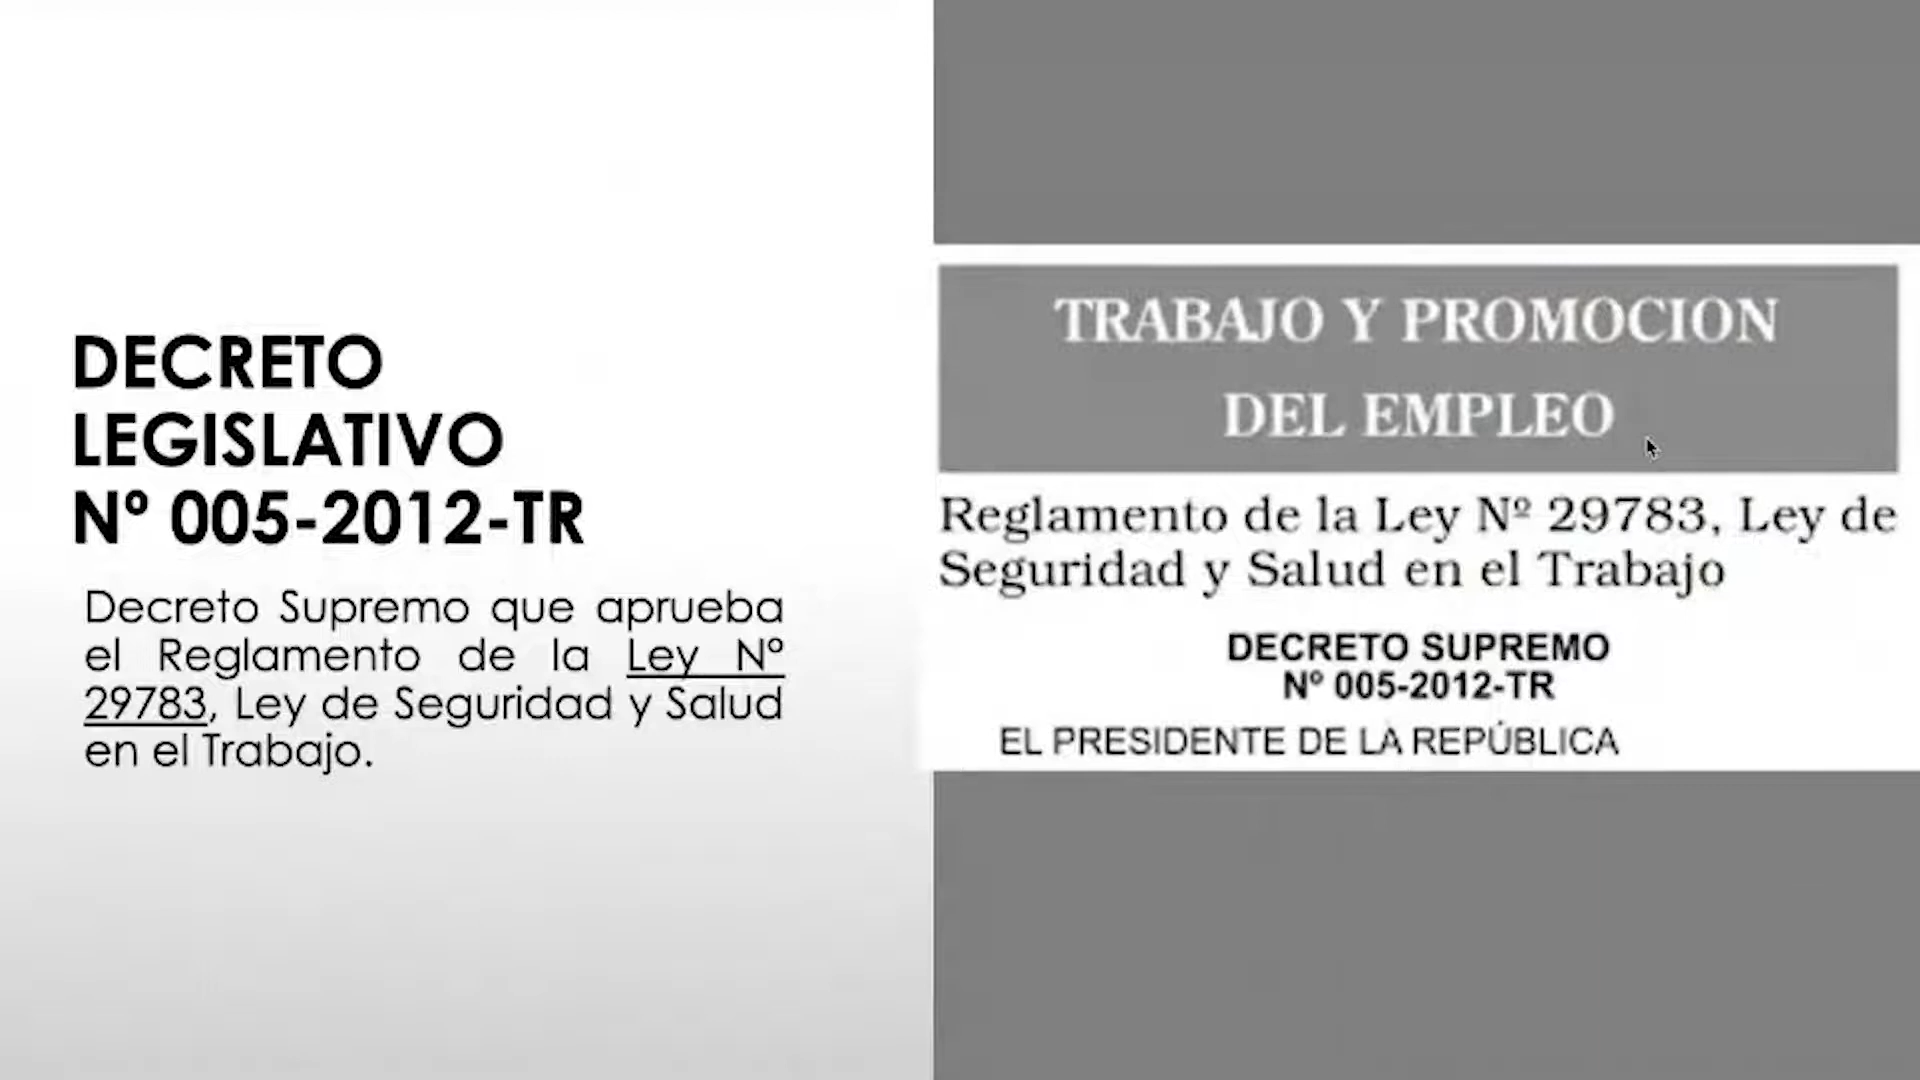 DECRETO
LEGISLATIVO
Nº 005-2012-TR
Decreto Supremo que aprueba
el Reglamento de la Ley Nº
29783, Ley de Seguridad y Salud
en el Trabajo.
TRABAJO Y PROMOCION
DEL EMPLEO
Reglamento de la Ley Nº 29783, Ley de
Seguridad y Salud en el Trabajo
DECRETO SUPREMO
Nº 005-2012-TR
EL PRESIDENTE DE LA REPÚBLICA